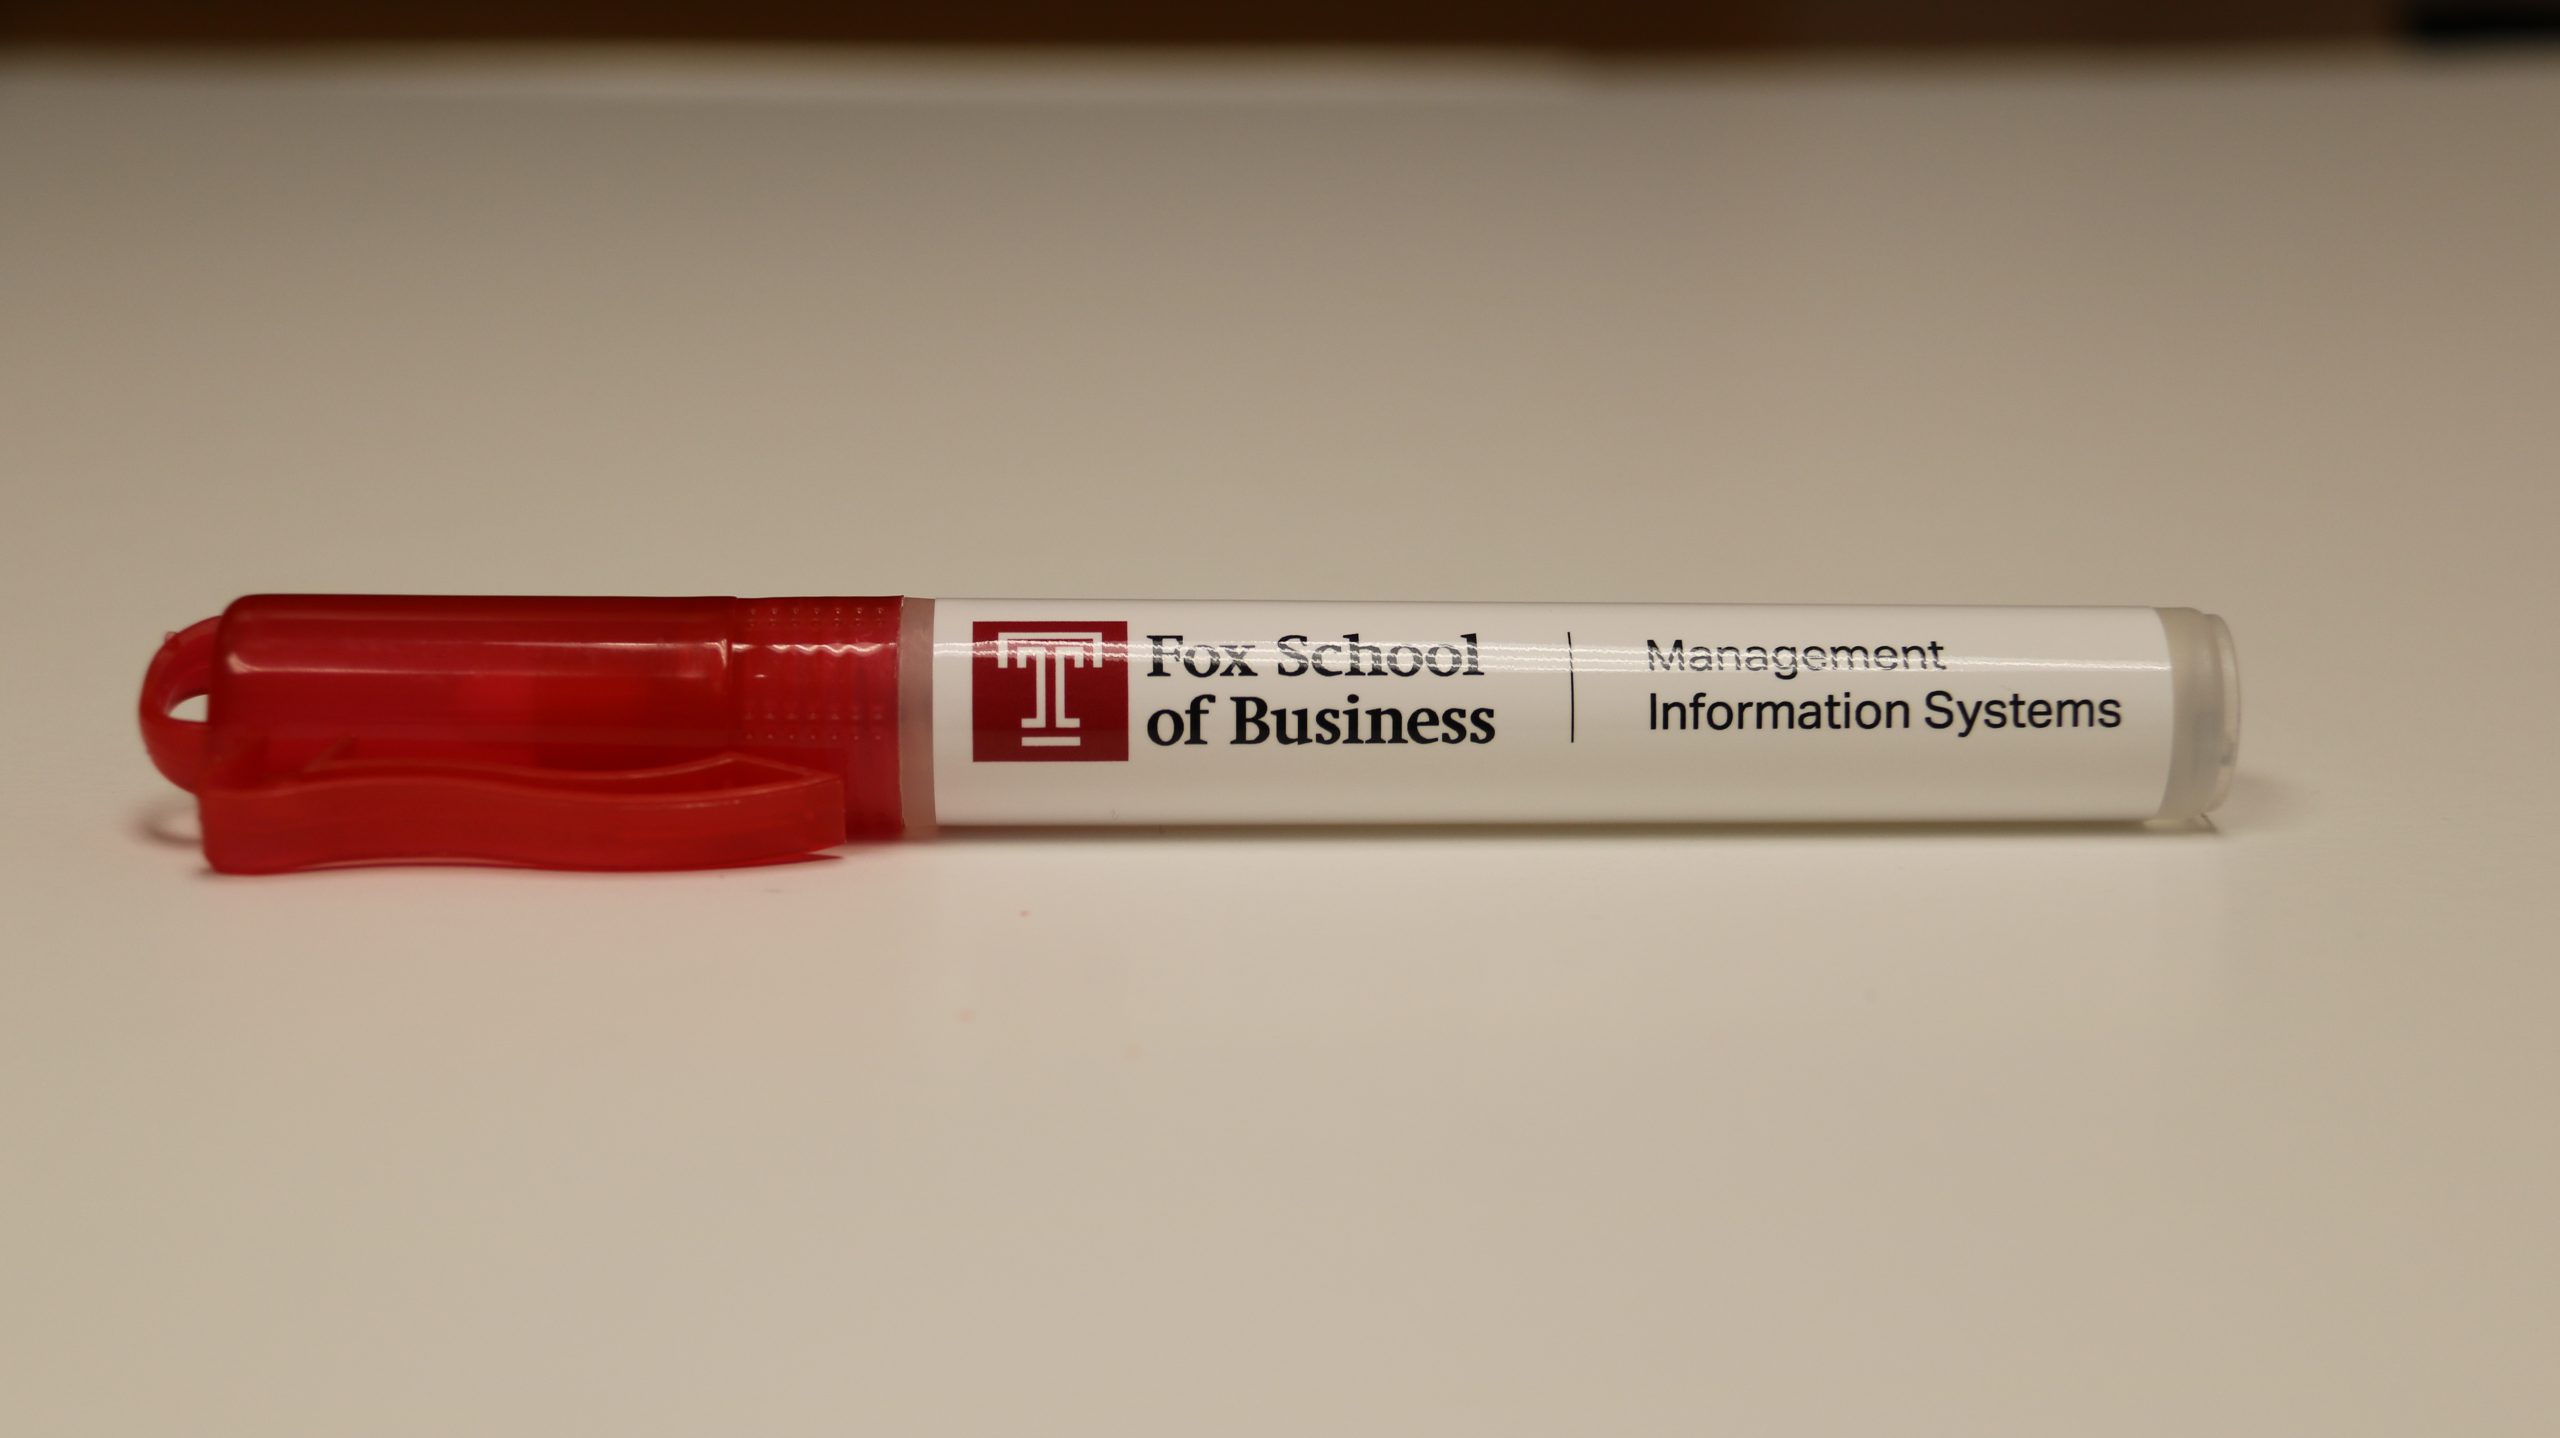 T
Fox School
of Business
Management
Information Systems